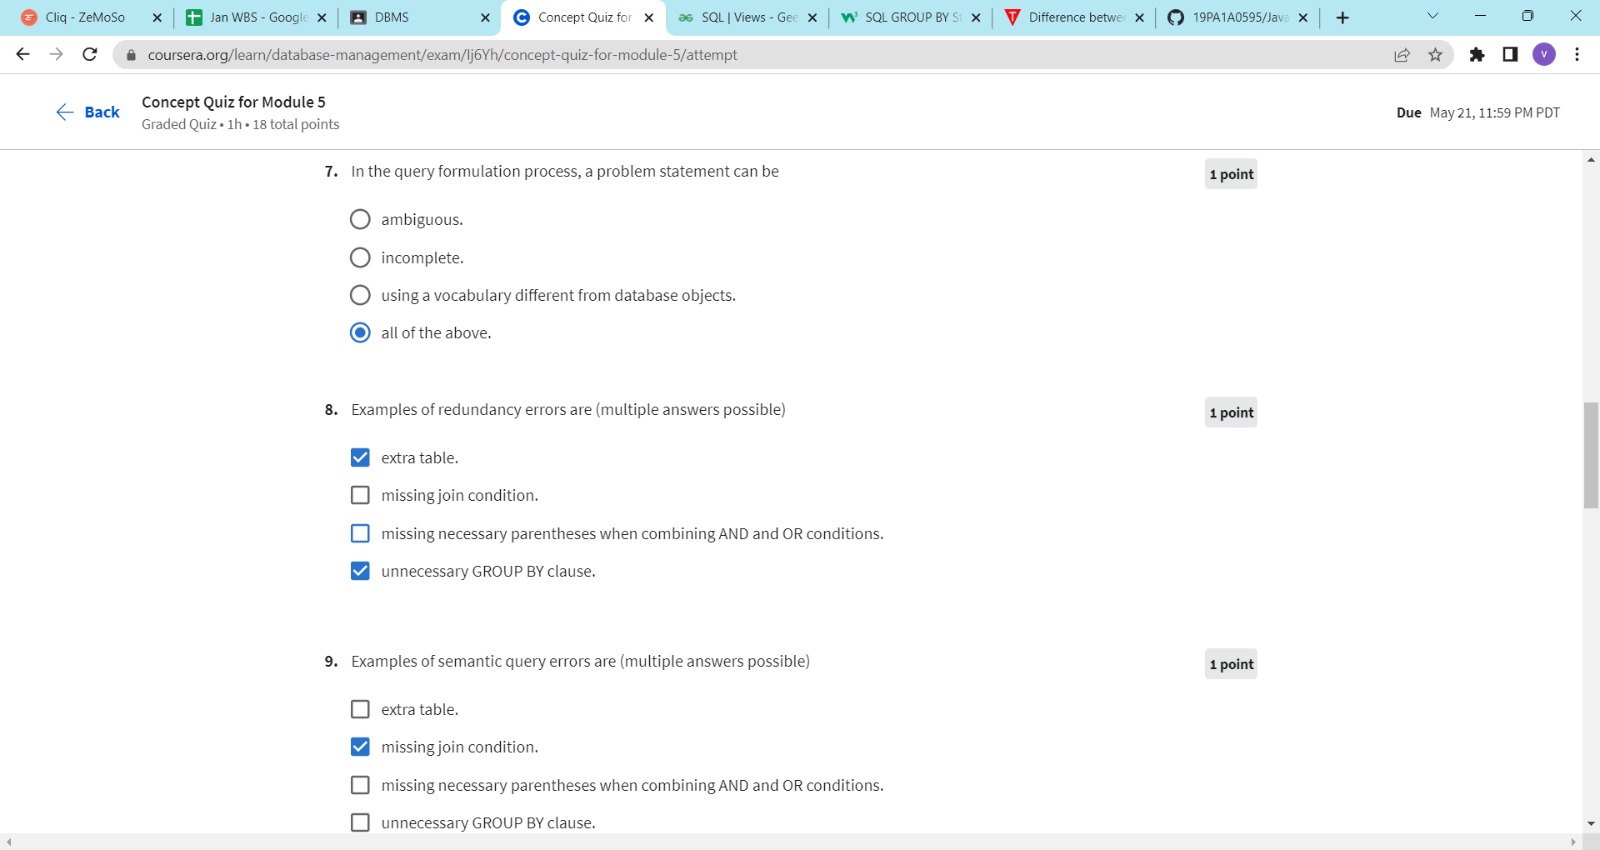 Cliq - ZeMoSo
Jan WBS - Google
DBMS
Concept Quiz for
SQL | Views - Gee
SQL GROUP BY S
Difference betwee
19PA1A0595/Java
coursera.org/learn/database-management/exam/Ij6Yh/concept-quiz-for-module-5/attempt
V
Back
Concept Quiz for Module 5
Graded Quiz • 1h • 18 total points
Due May 21, 11:59 PM PDT
7. In the query formulation process, a problem statement can be
1 point
ambiguous.
incomplete.
using a vocabulary different from database objects.
all of the above.
8. Examples of redundancy errors are (multiple answers possible)
1 point
extra table.
missing join condition.
missing necessary parentheses when combining AND and OR conditions.
unnecessary GROUP BY clause.
9. Examples of semantic query errors are (multiple answers possible)
1 point
extra table.
missing join condition.
missing necessary parentheses when combining AND and OR conditions.
unnecessary GROUP BY clause.